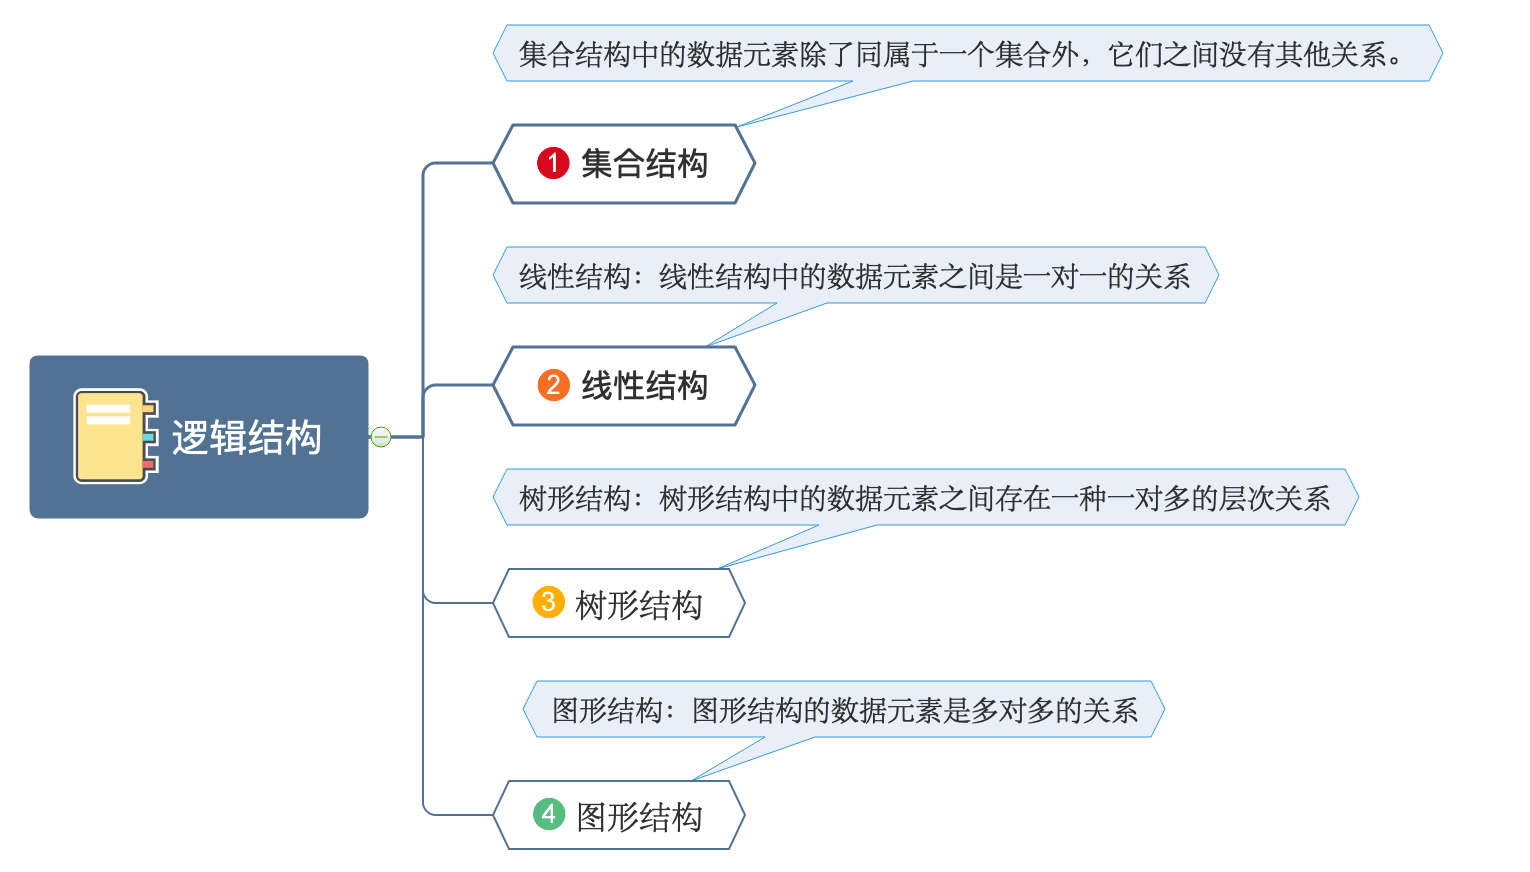 集合结构中的数据元素除了同属于一个集合外，它们之间没有其他关系。
1 集合结构
线性结构：线性结构中的数据元素之间是一对一的关系
2 线性结构
逻辑结构
树形结构：树形结构中的数据元素之间存在一种一对多的层次关系
3 树形结构
图形结构：图形结构的数据元素是多对多的关系
4 图形结构